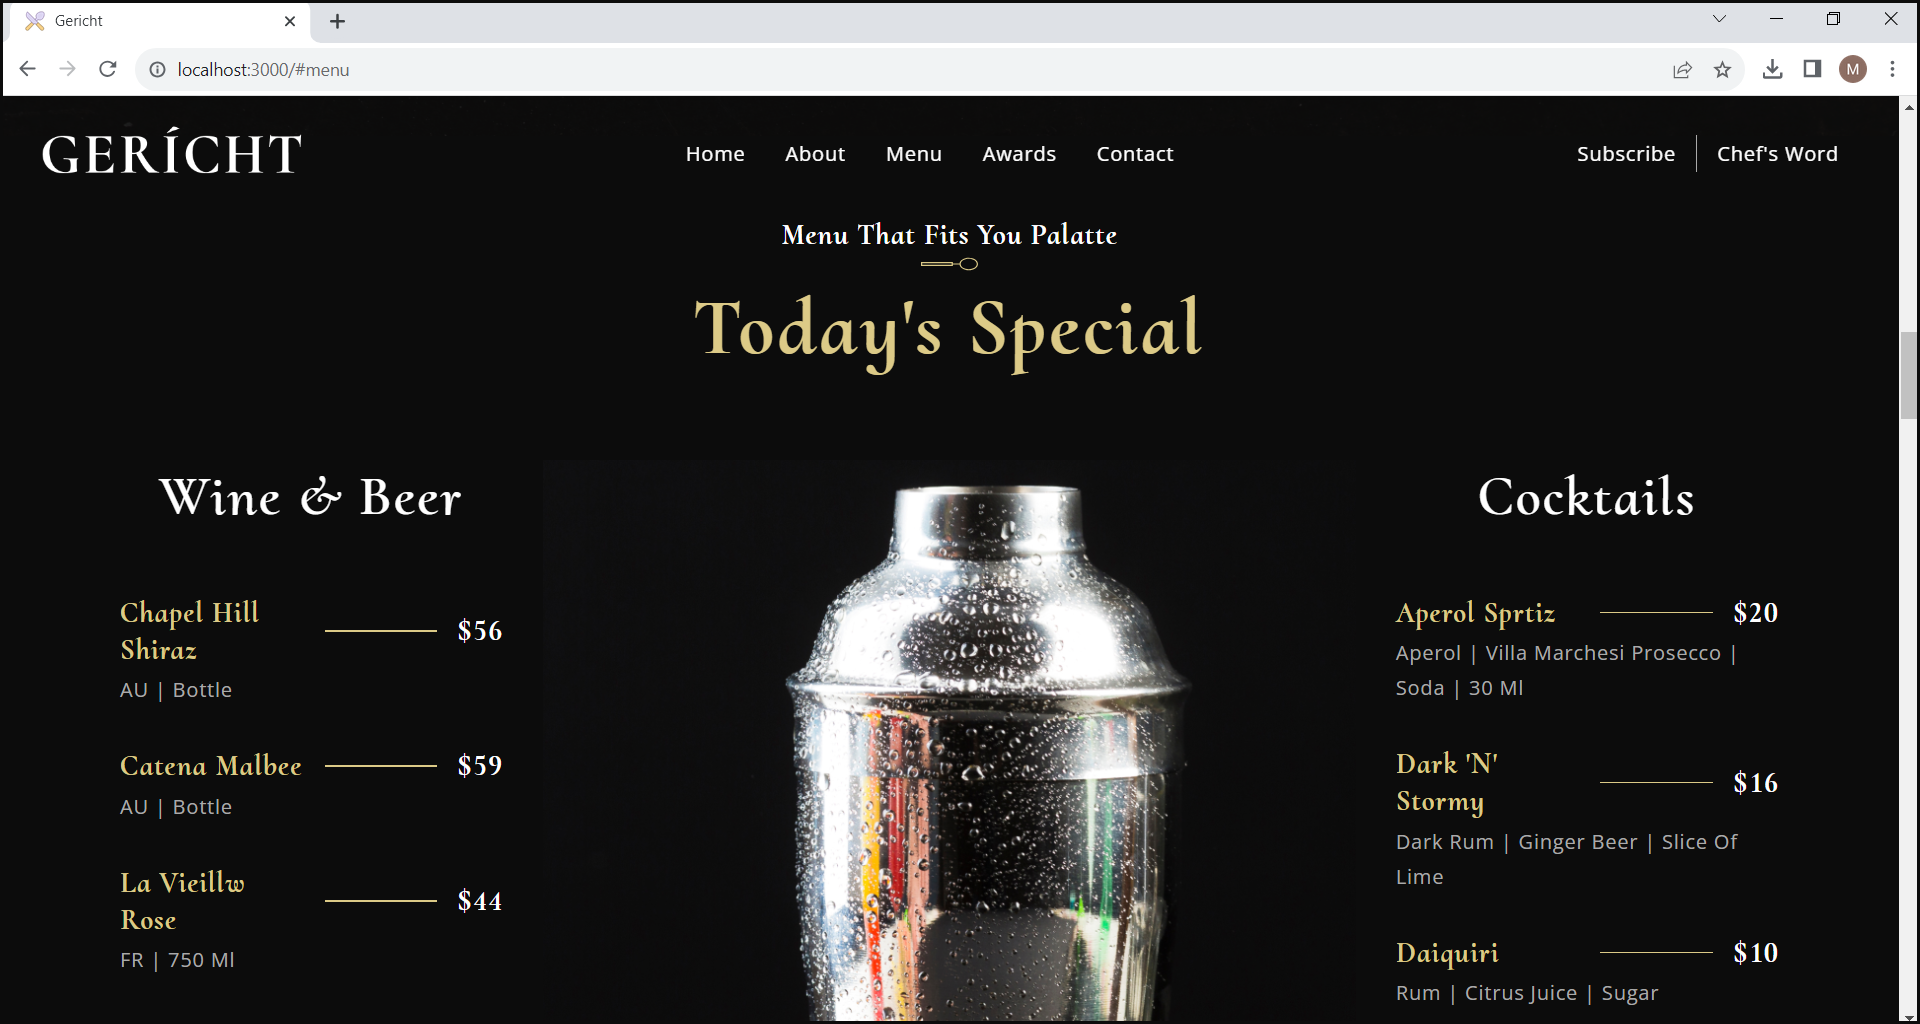 Gericht
localhost:3000/#menu
M
GERÍCHT
Home About Menu Awards Contact
Subscribe Chef's Word
Menu That Fits You Palatte
Today's Special
Wine & Beer
Chapel Hill
Shiraz
$56
AU | Bottle
Catena Malbee $59
AU | Bottle
La Vieillw
Rose
$44
FR | 750 Ml
Cocktails
Aperol Sprtiz $20
Aperol | Villa Marchesi Prosecco |
Soda | 30 Ml
Dark 'N'
Stormy
$16
Dark Rum | Ginger Beer | Slice Of
Lime
Daiquiri $10
Rum | Citrus Juice | Sugar